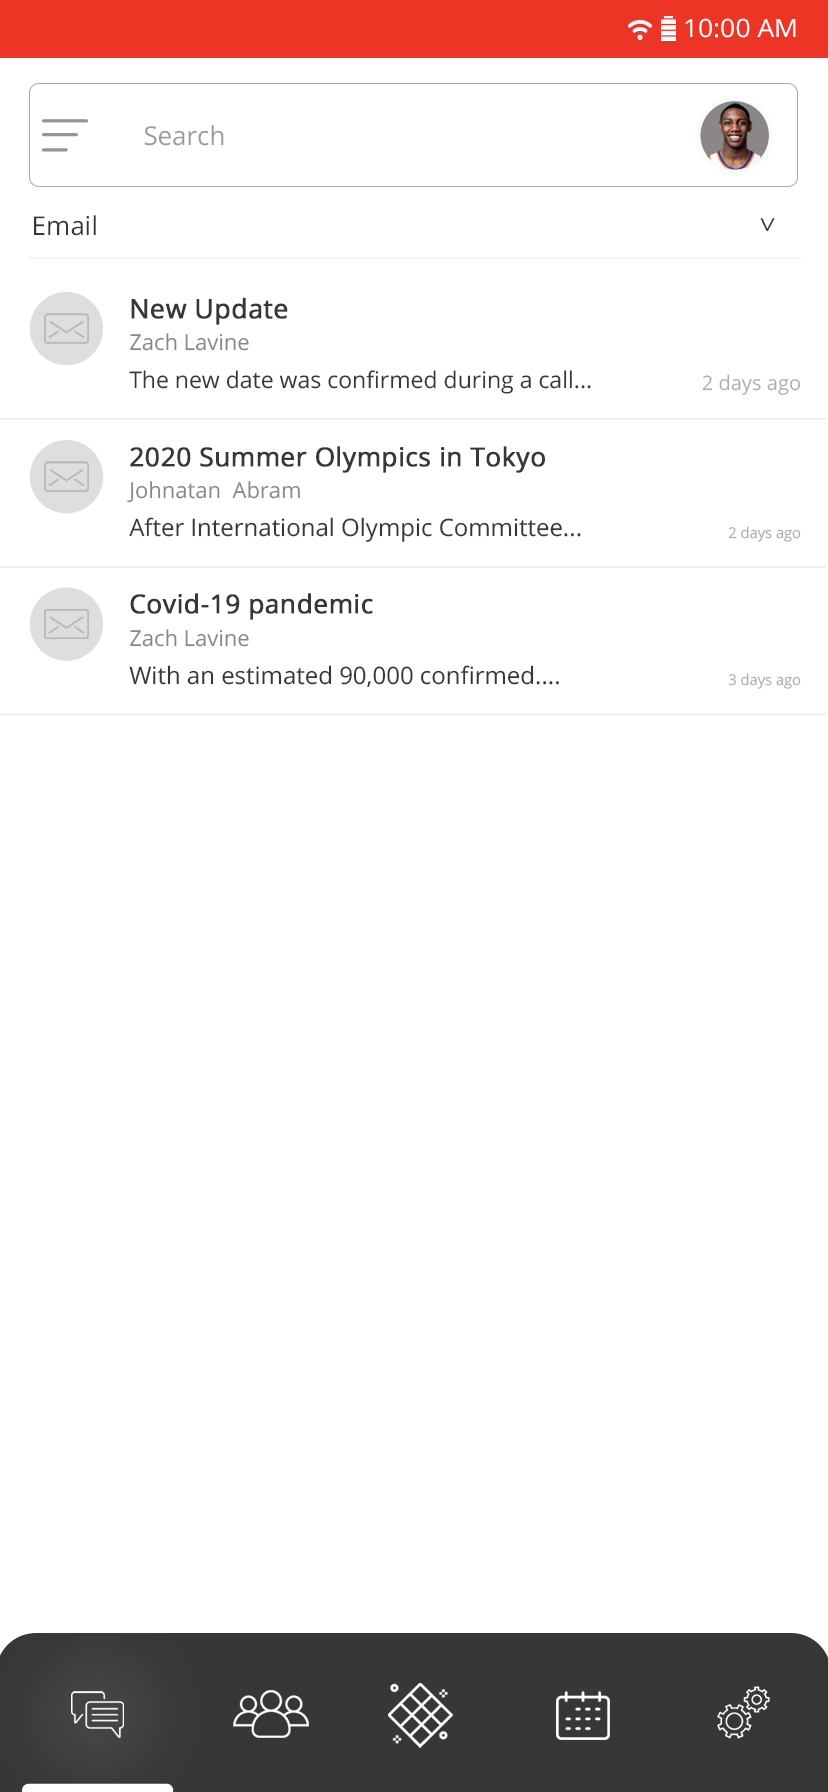 10:00 AM
Search
Email
New Update
Zach Lavine
The new date was confirmed during a call...
2 days ago
2020 Summer Olympics in Tokyo
Johnatan  Abram
After International Olympic Committee...
2 days ago
Covid-19 pandemic
Zach Lavine
With an estimated 90,000 confirmed....
3 days ago